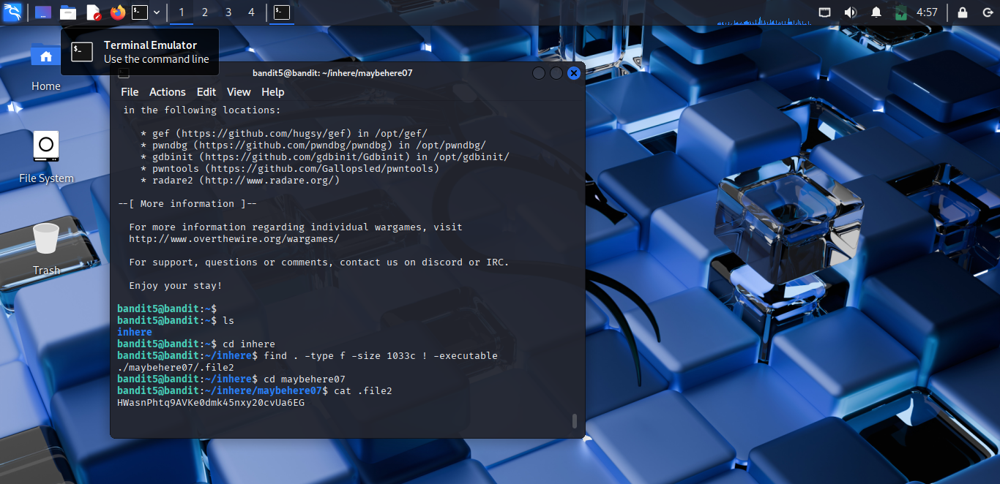 1 2 3 4
4:57
Terminal Emulator
Use the command line
Home
File System
Trash
bandit5@bandit: ~/inhere/maybehere07
File Actions Edit View Help
in the following locations:
* gef (https://github.com/hugsy/gef) in /opt/gef/
* pwndbg (https://github.com/pwndbg/pwndbg) in /opt/pwndbg/
* gdbinit (https://github.com/gdbinit/Gdbinit) in /opt/gdbinit/
* pwntools (https://github.com/Gallopsled/pwntools)
* radare2 (http://www.radare.org/)
--[ More information ]--
For more information regarding individual wargames, visit
http://www.overthewire.org/wargames/
For support, questions or comments, contact us on discord or IRC.
Enjoy your stay!
bandit5@bandit:~$
bandit5@bandit:~$ ls
inhere
bandit5@bandit:~$ cd inhere
bandit5@bandit:~/inhere$ find . -type f -size 1033c ! -executable
./maybehere07/.file2
bandit5@bandit:~/inhere$ cd maybehere07
bandit5@bandit:~/inhere/maybehere07$ cat .file2
HWasnPhtq9AVKe0dmk45nxy20cvUa6EG